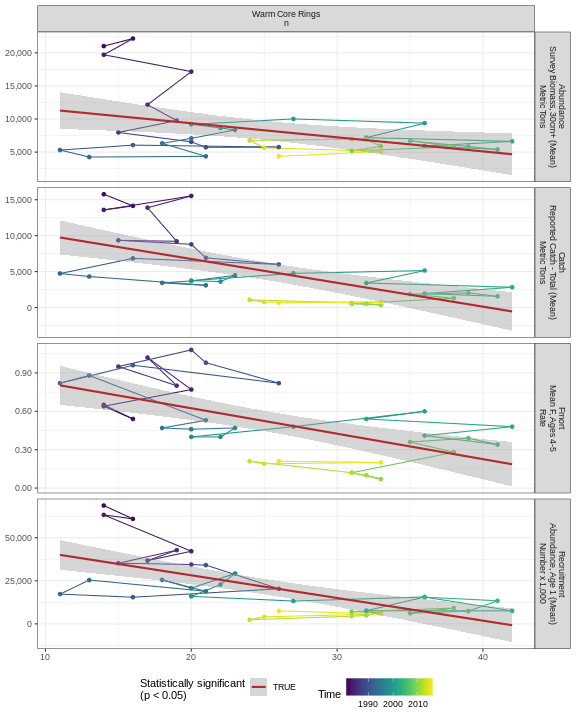 Warm Core Rings
n
20,000
15,000
10,000
5,000
Abundance
Survey Biomass, 30cm+ (Mean)
Metric Tons
15,000
10,000
5,000
0
Catch
Reported Catch - Total (Mean)
Metric Tons
0.90
0.60
0.30
0.00
Fmort
Mean F, Ages 4-5
Rate
50,000
25,000
0
Recruitment
Abundance, Age 1 (Mean)
Number x 1,000
10 20 30 40
Statistically significant
(p < 0.05)
TRUE
Time
1990 2000 2010